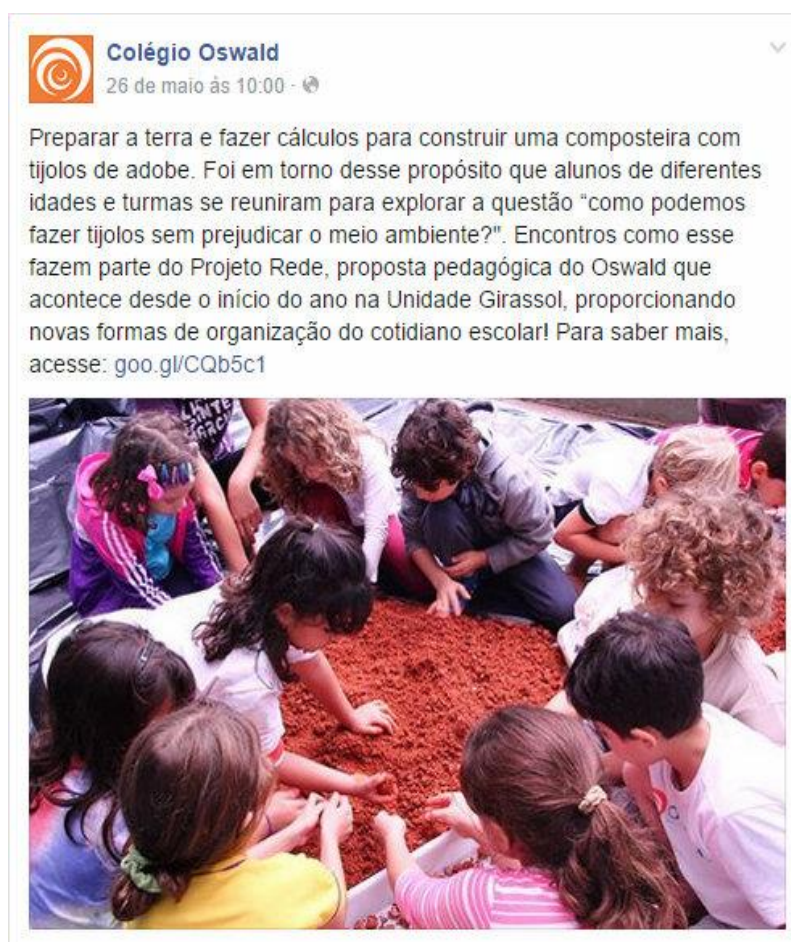 Colégio Oswald
26 de maio às 10:00 ·
Preparar a terra e fazer cálculos para construir uma composteira com
tijolos de adobe. Foi em torno desse propósito que alunos de diferentes
idades e turmas se reuniram para explorar a questão “como podemos
fazer tijolos sem prejudicar o meio ambiente?". Encontros como esse
fazem parte do Projeto Rede, proposta pedagógica do Oswald que
acontece desde o início do ano na Unidade Girassol, proporcionando
novas formas de organização do cotidiano escolar! Para saber mais,
acesse: goo.gl/CQb5c1